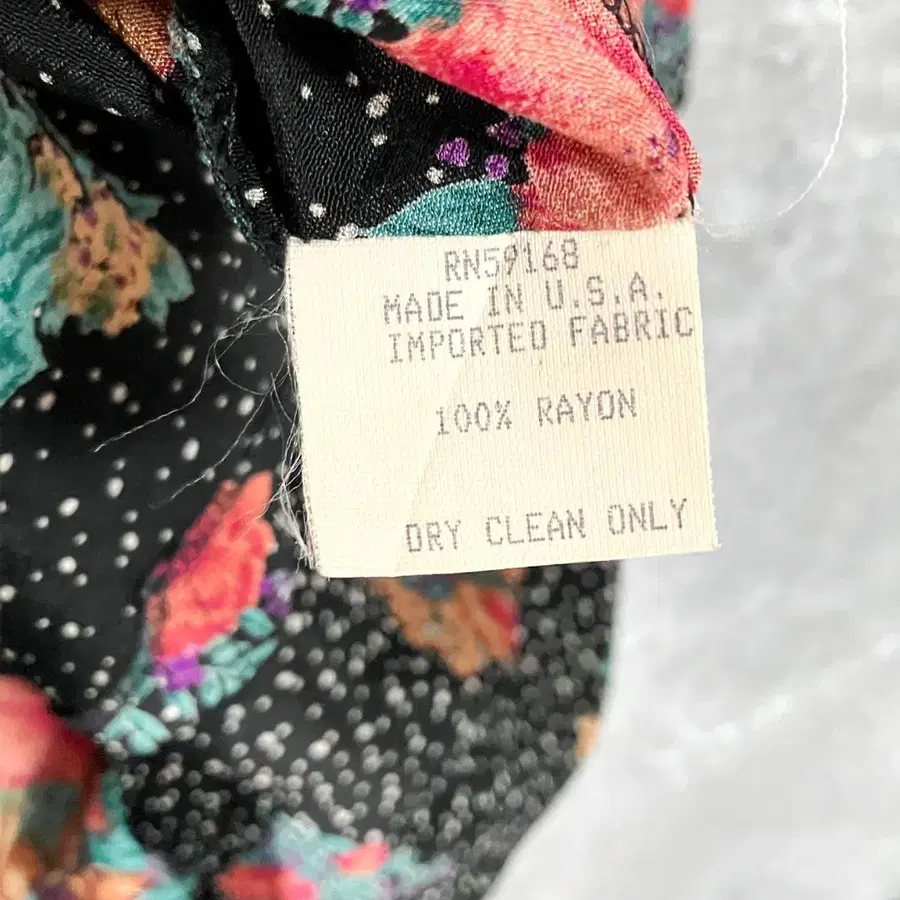 RN59168
MADE IN U.S.A.
IMPORTED FABRIC
100% RAYON
DRY CLEAN ONLY